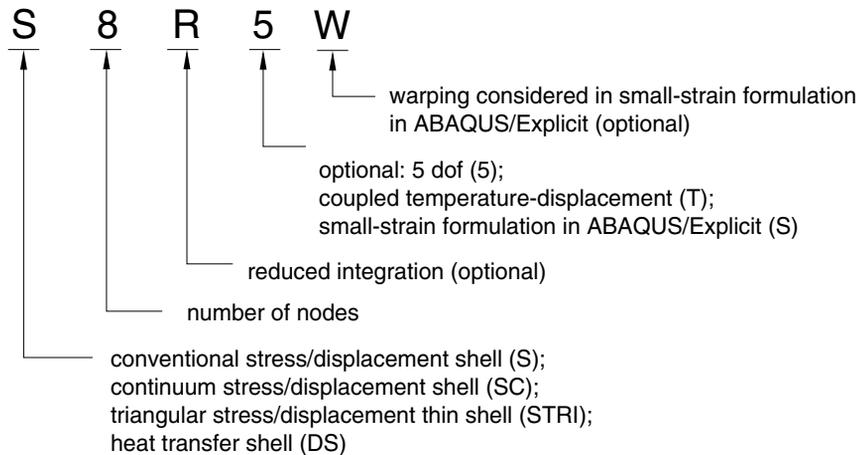 S 8 R 5 W
warping considered in small-strain formulation
in ABAQUS/Explicit (optional)
optional: 5 dof (5);
coupled temperature-displacement (T);
small-strain formulation in ABAQUS/Explicit (S)
reduced integration (optional)
number of nodes
conventional stress/displacement shell (S);
continuum stress/displacement shell (SC);
triangular stress/displacement thin shell (STRI);
heat transfer shell (DS)